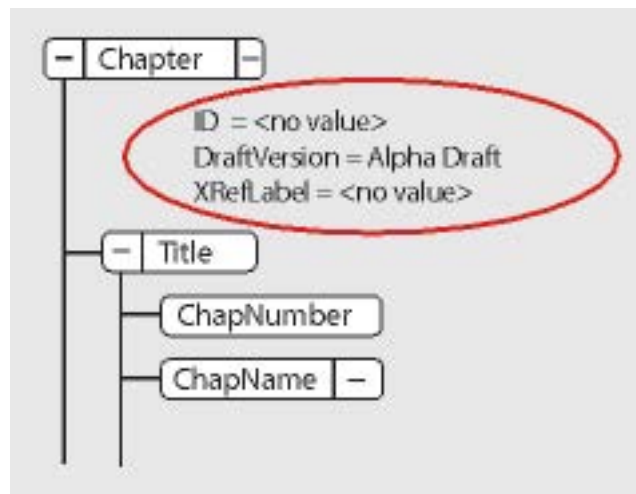 Chapter
ID = <no value>
DraftVersion = Alpha Draft
XRefLabel = <no value>
Title
ChapNumber
ChapName